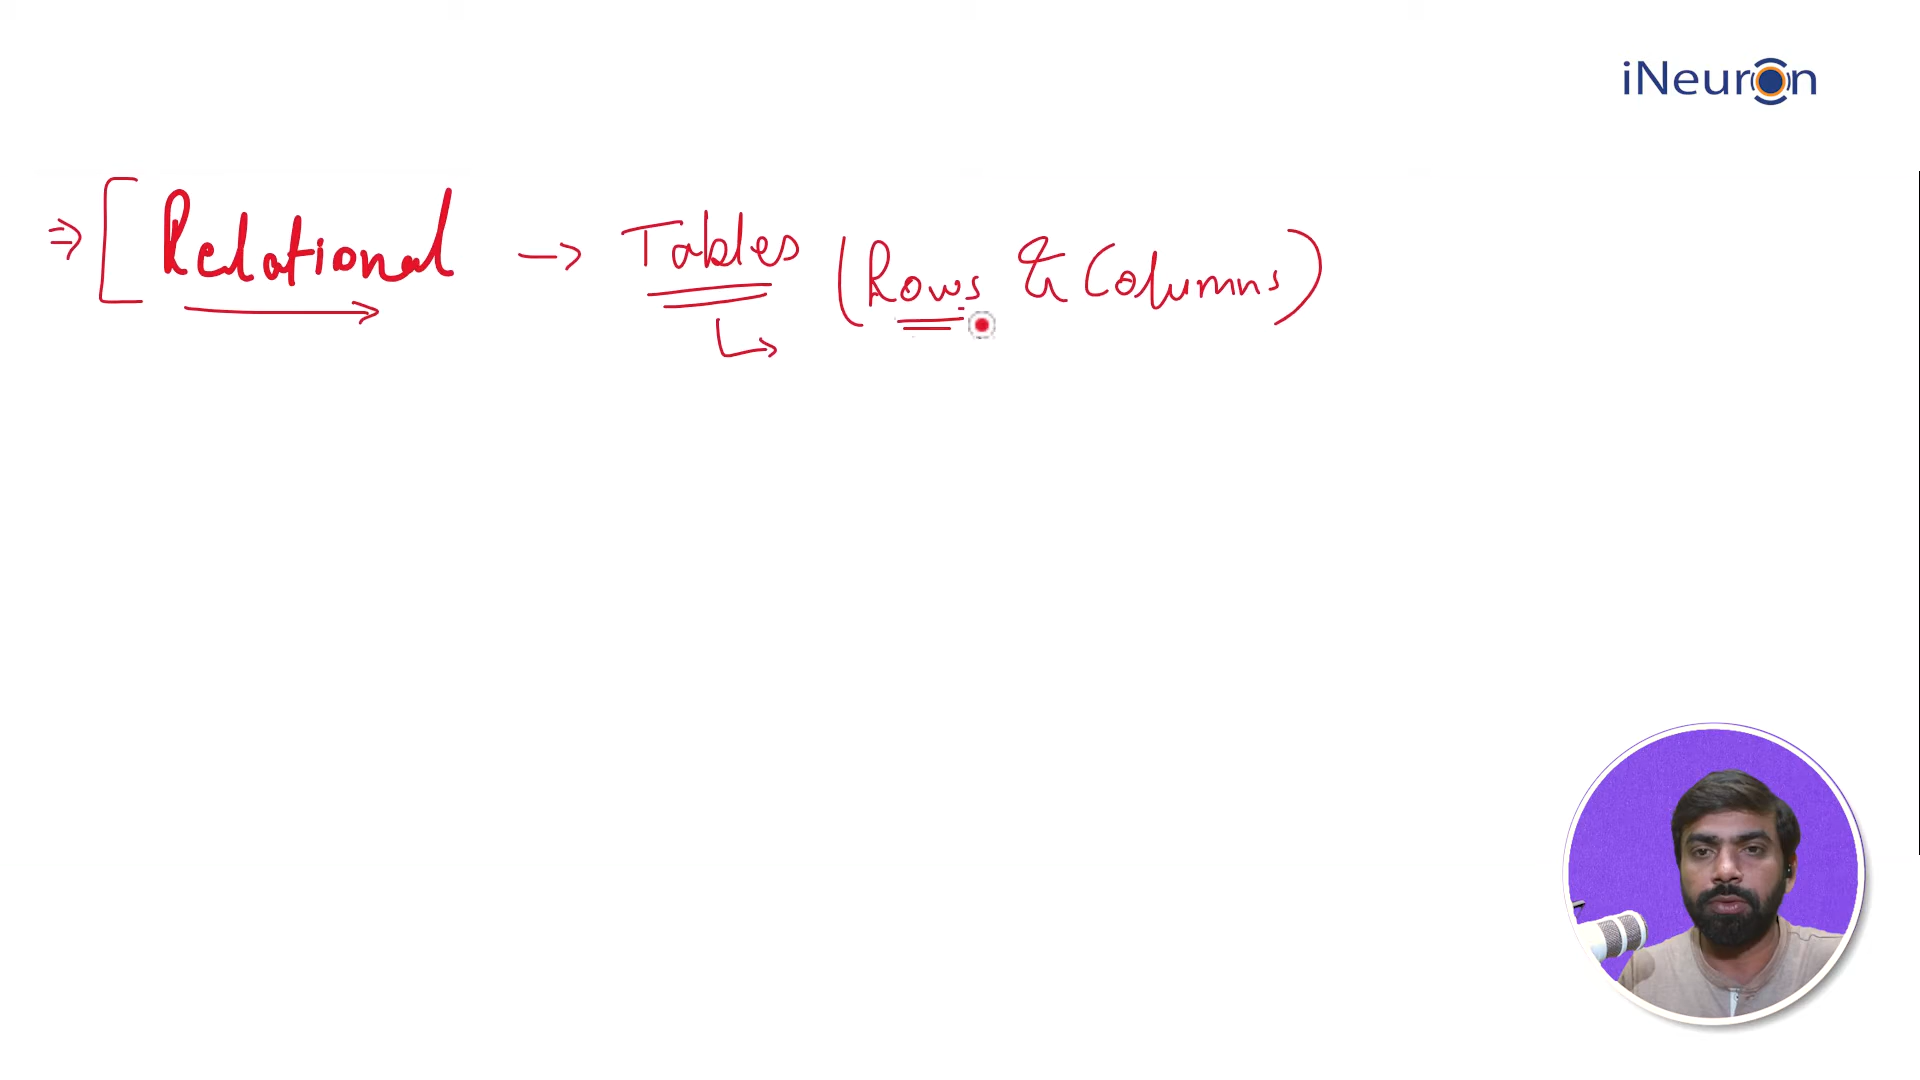 iNeuron
⇒ [ Relational → Tables (Rows & Columns)